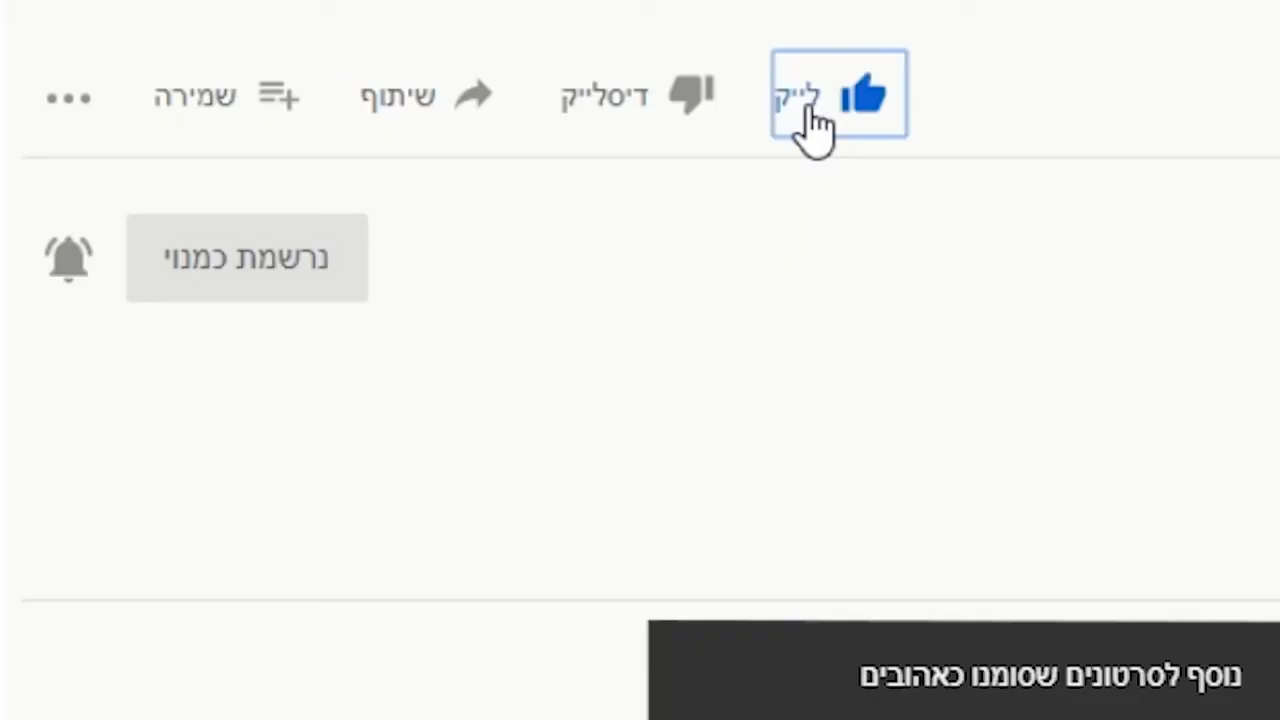 לייק דיסלייק שיתוף שמירה
נרשמת כמנוי
נוסף לסרטונים שסומנו כאהובים